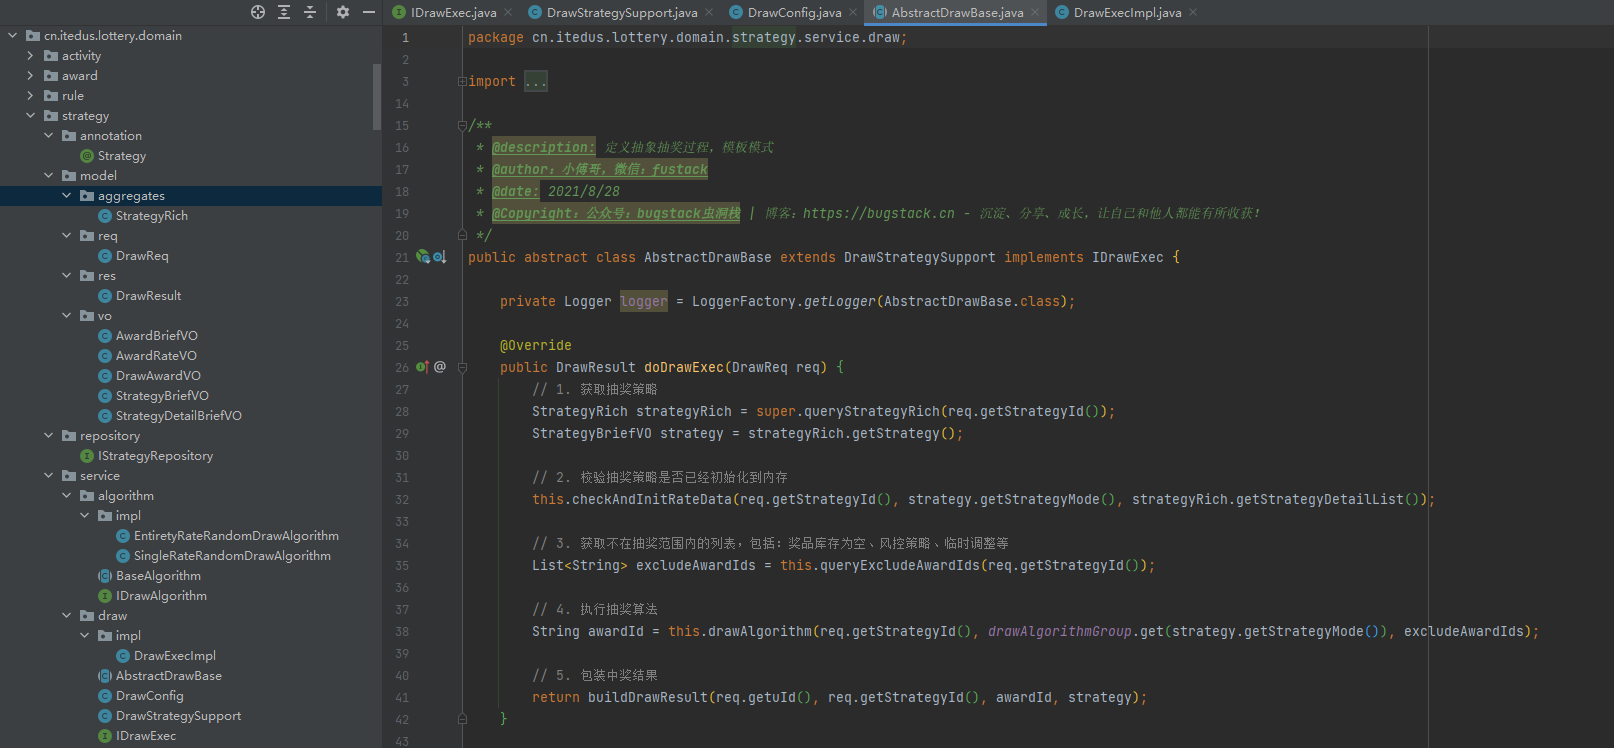 cn.itedus.lottery.domain
activity
award
rule
strategy
annotation
Strategy
model
aggregates
StrategyRich
req
DrawReq
res
DrawResult
vo
AwardBriefVO
AwardRateVO
DrawAwardVO
StrategyBriefVO
StrategyDetailBriefVO
repository
IStrategyRepository
service
algorithm
impl
EntiretyRateRandomDrawAlgorithm
SingleRateRandomDrawAlgorithm
BaseAlgorithm
IDrawAlgorithm
draw
impl
DrawExecImpl
AbstractDrawBase
DrawConfig
DrawStrategySupport
IDrawExec
IDrawExec.java DrawStrategySupport.java DrawConfig.java AbstractDrawBase.java DrawExecImpl.java
1 package cn.itedus.lottery.domain.strategy.service.draw;
2
3 import ...
14
15 /**
16 * @description: 定义抽象抽奖过程，模板模式
17 * @author：小傅哥，微信：fustack
18 * @date: 2021/8/28
19 * @Copyright：公众号：bugstack虫洞栈 | 博客：https://bugstack.cn - 沉淀、分享、成长，让自己和他人都能有所收获！
20 */
21 public abstract class AbstractDrawBase extends DrawStrategySupport implements IDrawExec {
22
23 private Logger logger = LoggerFactory.getLogger(AbstractDrawBase.class);
24
25 @Override
26 public DrawResult doDrawExec(DrawReq req) {
27 // 1. 获取抽奖策略
28 StrategyRich strategyRich = super.queryStrategyRich(req.getStrategyId());
29 StrategyBriefVO strategy = strategyRich.getStrategy();
30
31 // 2. 校验抽奖策略是否已经初始化到内存
32 this.checkAndInitRateData(req.getStrategyId(), strategy.getStrategyMode(), strategyRich.getStrategyDetailList());
33
34 // 3. 获取不在抽奖范围内的列表，包括：奖品库存为空、风控策略、临时调整等
35 List<String> excludeAwardIds = this.queryExcludeAwardIds(req.getStrategyId());
36
37 // 4. 执行抽奖算法
38 String awardId = this.drawAlgorithm(req.getStrategyId(), drawAlgorithmGroup.get(strategy.getStrategyMode()), excludeAwardIds);
39
40 // 5. 包装中奖结果
41 return buildDrawResult(req.getuId(), req.getStrategyId(), awardId, strategy);
42 }
43